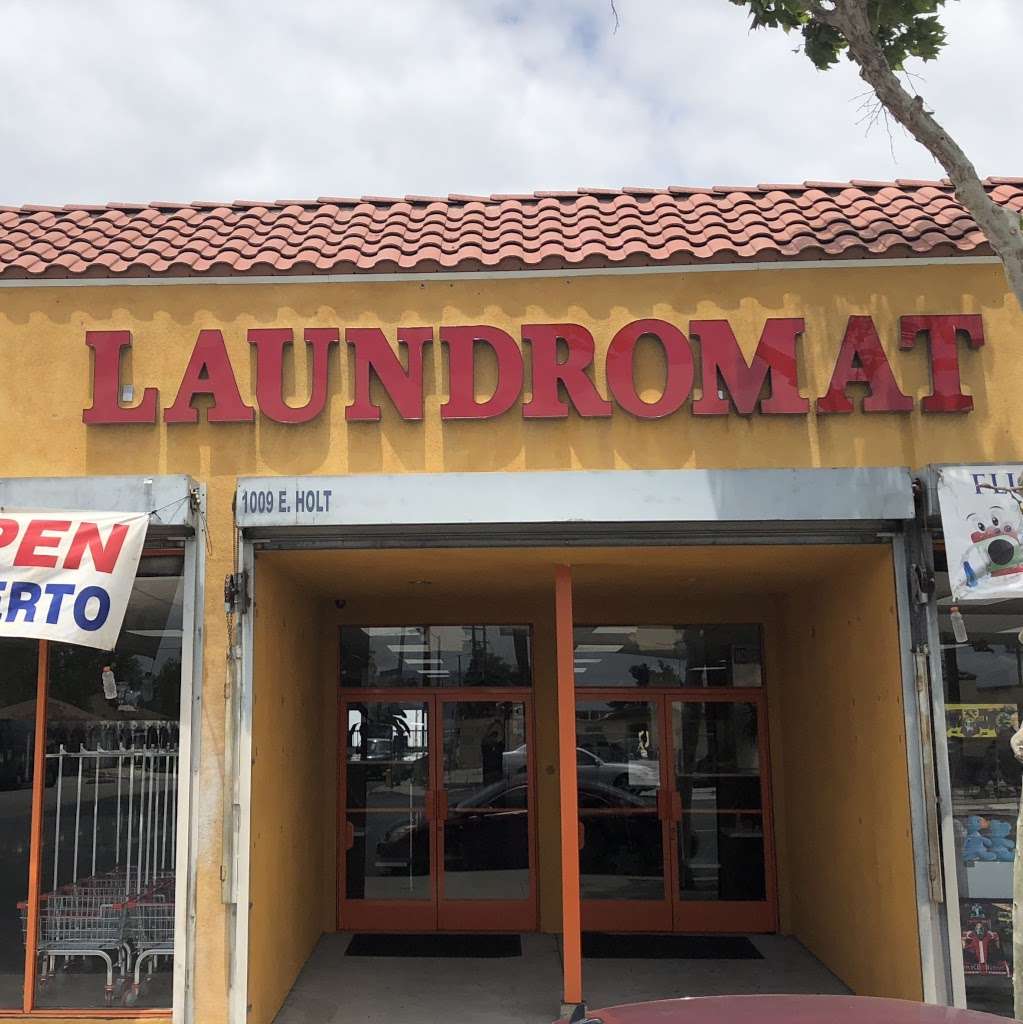 LAUNDROMAT
1009 E. HOLT
PEN
ERTO